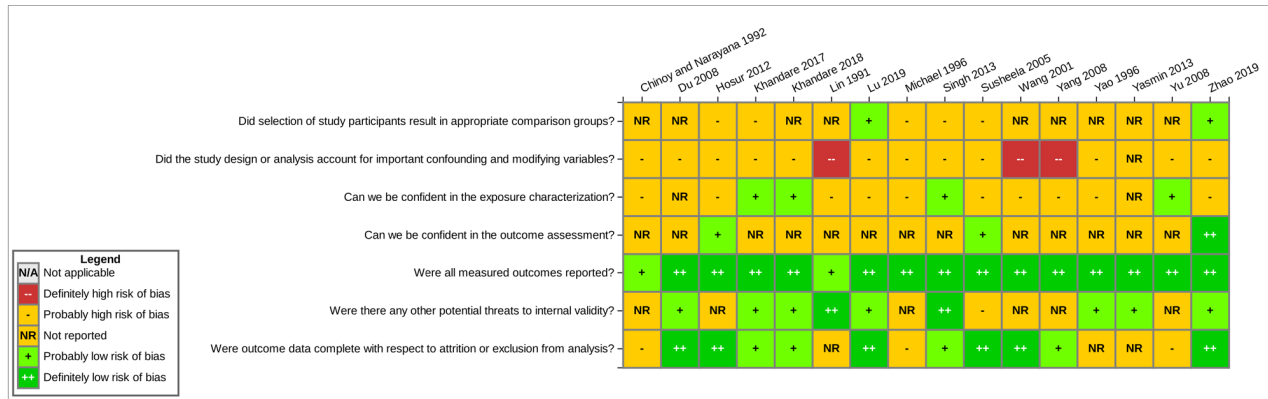 Chinoy and Narayana 1992
Du 2008
Hosur 2012
Khandare 2017
Khandare 2018
Lin 1991
Lu 2019
Michael 1996
Singh 2013
Susheela 2005
Wang 2001
Yang 2008
Yao 1996
Yasmin 2013
Yu 2008
Zhao 2019
Did selection of study participants result in appropriate comparison groups? NR NR - - NR NR + - - - NR NR NR NR NR +
Did the study design or analysis account for important confounding and modifying variables? - - - - - -- - - - - -- -- - NR - -
Can we be confident in the exposure characterization? - NR - + + - - - + - - - - NR + -
Can we be confident in the outcome assessment? NR NR + NR NR NR NR NR NR + NR NR NR NR NR ++
Were all measured outcomes reported? + ++ ++ ++ ++ + ++ ++ ++ ++ ++ ++ ++ ++ ++ ++
Were there any other potential threats to internal validity? NR + NR + + ++ + NR ++ - NR NR + + NR +
Were outcome data complete with respect to attrition or exclusion from analysis? - ++ ++ + + NR ++ - + ++ ++ + NR NR - ++
Legend
N/A Not applicable
-- Definitely high risk of bias
- Probably high risk of bias
NR Not reported
+ Probably low risk of bias
++ Definitely low risk of bias